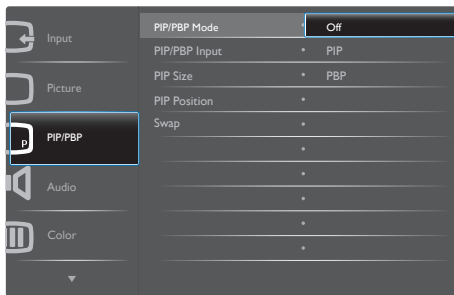 Input
Picture
P
PIP/PBP
Audio
Color
PIP/PBP Mode • Off
PIP/PBP Input • PIP
PIP Size • PBP
PIP Position •
Swap •
•
•
•
•
•